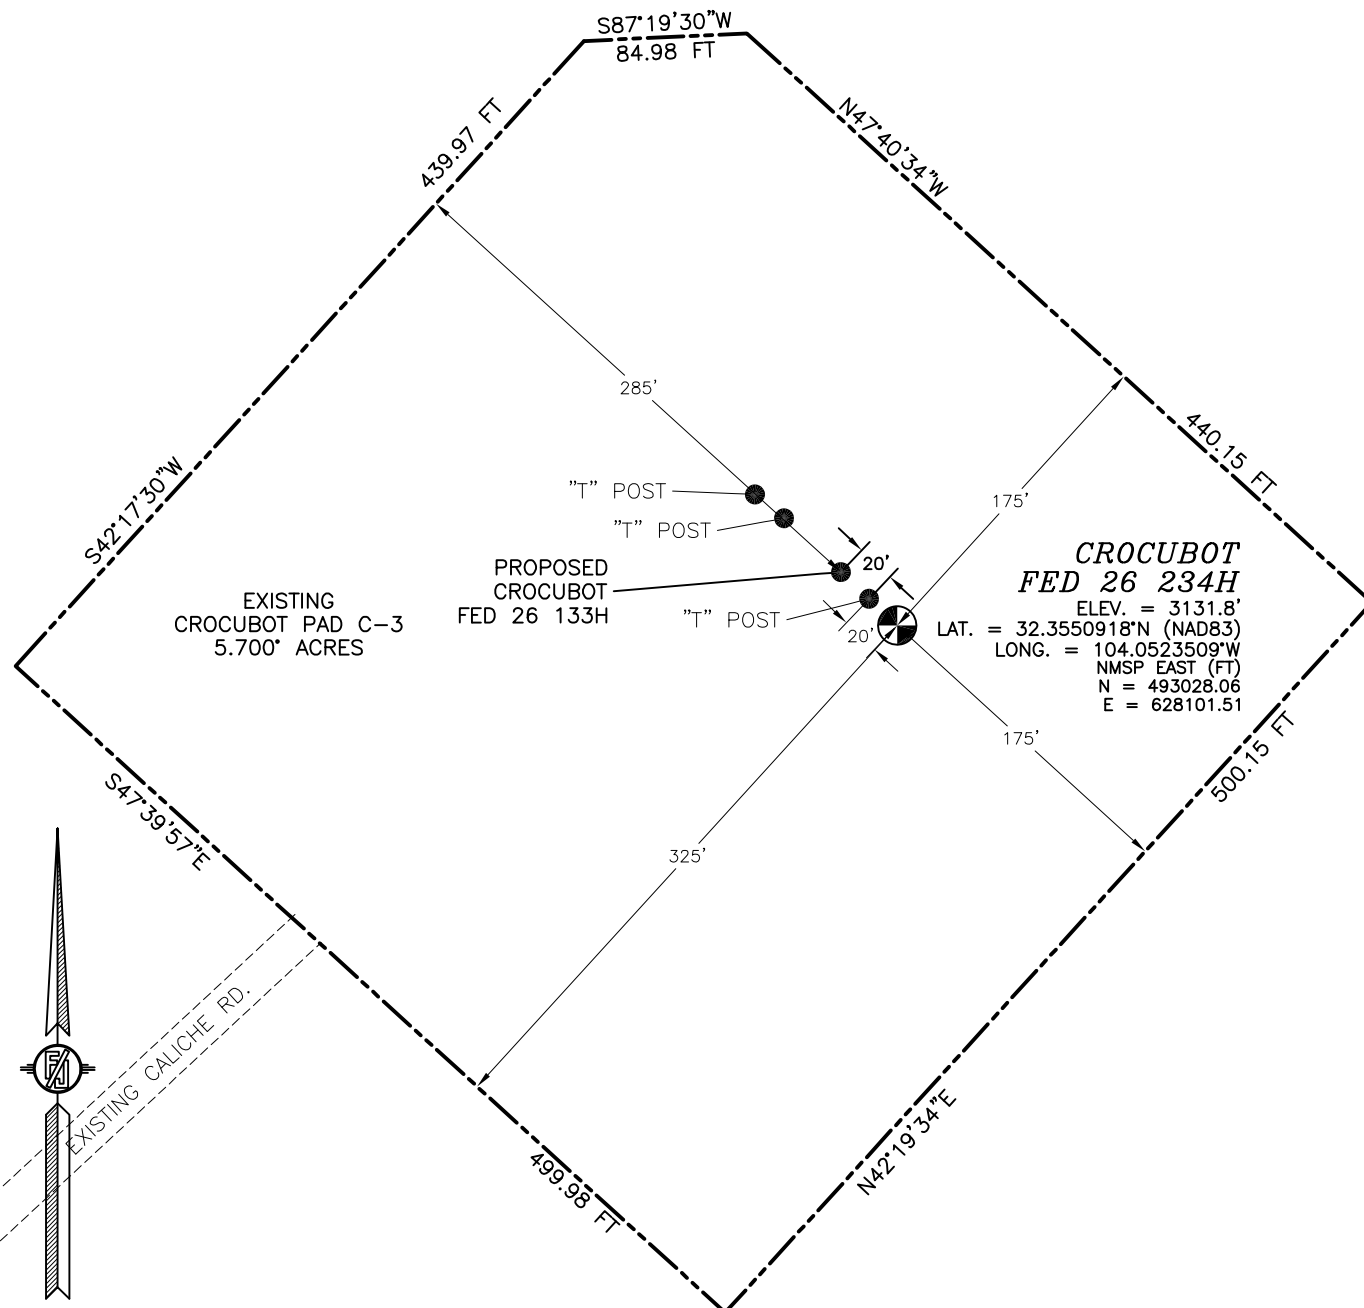 S87°19'30"W
84.98 FT
439.97 FT
N47°40'34"W
285'
440.15 FT
S42°17'30"W
"T" POST
"T" POST
175'
PROPOSED
CROCUBOT
FED 26 133H
20'
"T" POST
20'
CROCUBOT
FED 26 234H
ELEV. = 3131.8'
LAT. = 32.3550918°N (NAD83)
LONG. = 104.0523509°W
NMSP EAST (FT)
N = 493028.06
E = 628101.51
EXISTING
CROCUBOT PAD C-3
5.700° ACRES
175'
500.15 FT
S47°39'57"E
325'
EXISTING CALICHE RD.
N42°19'34"E
499.98 FT